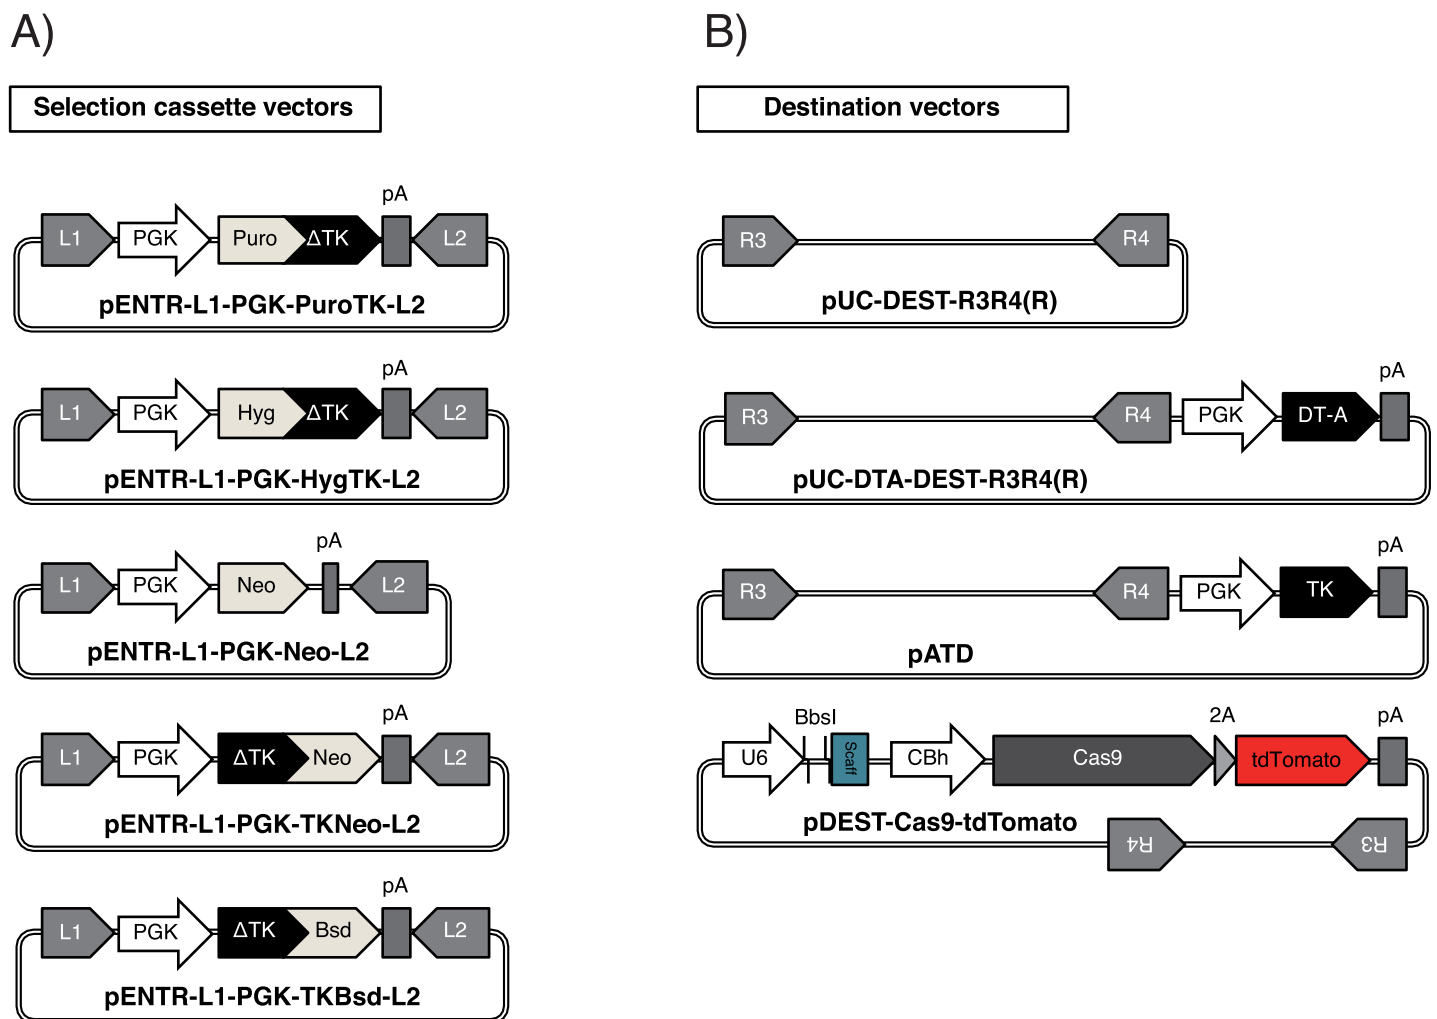 A)
Selection cassette vectors
pA
L1 PGK Puro ΔTK L2
pENTR-L1-PGK-PuroTK-L2
pA
L1 PGK Hyg ΔTK L2
pENTR-L1-PGK-HygTK-L2
pA
L1 PGK Neo L2
pENTR-L1-PGK-Neo-L2
pA
L1 PGK ΔTK Neo L2
pENTR-L1-PGK-TKNeo-L2
pA
L1 PGK ΔTK Bsd L2
pENTR-L1-PGK-TKBsd-L2
B)
Destination vectors
R3 R4
pUC-DEST-R3R4(R)
pA
R3 R4 PGK DT-A
pUC-DTA-DEST-R3R4(R)
pA
R3 R4 PGK TK
pATD
BbsI 2A pA
U6 Scaff CBh Cas9 tdTomato
pDEST-Cas9-tdTomato
R4 R3